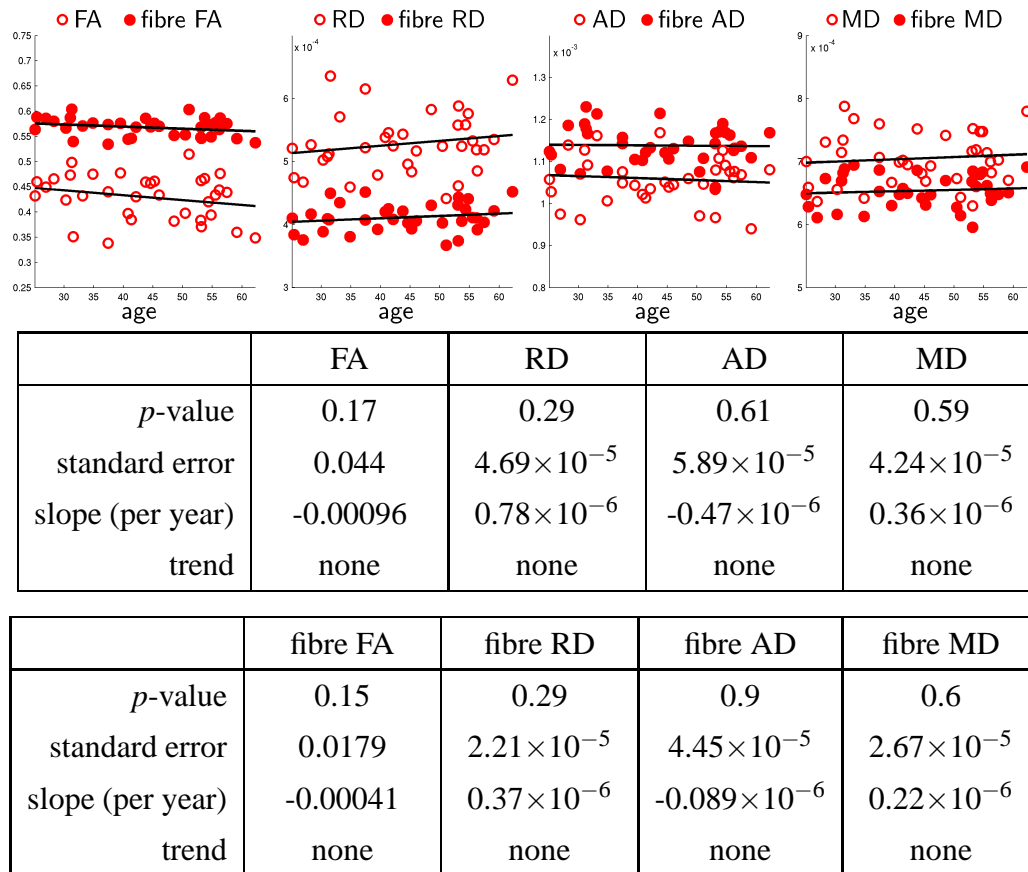 FA fibre FA RD fibre RD AD fibre AD MD fibre MD
0.75
0.7
0.65
0.6
0.55
0.5
0.45
0.4
0.35
0.3
0.25
30 35 40 45 50 55 60
age
x 10⁻⁴
6
5
4
3
30 35 40 45 50 55 60
age
x 10⁻³
1.3
1.2
1.1
1
0.9
0.8
30 35 40 45 50 55 60
age
9
x 10⁻⁴
8
7
6
5
30 35 40 45 50 55 60
age
FA RD AD MD
p-value 0.17 0.29 0.61 0.59
standard error 0.044 4.69×10⁻⁵ 5.89×10⁻⁵ 4.24×10⁻⁵
slope (per year) -0.00096 0.78×10⁻⁶ -0.47×10⁻⁶ 0.36×10⁻⁶
trend none none none none
fibre FA fibre RD fibre AD fibre MD
p-value 0.15 0.29 0.9 0.6
standard error 0.0179 2.21×10⁻⁵ 4.45×10⁻⁵ 2.67×10⁻⁵
slope (per year) -0.00041 0.37×10⁻⁶ -0.089×10⁻⁶ 0.22×10⁻⁶
trend none none none none